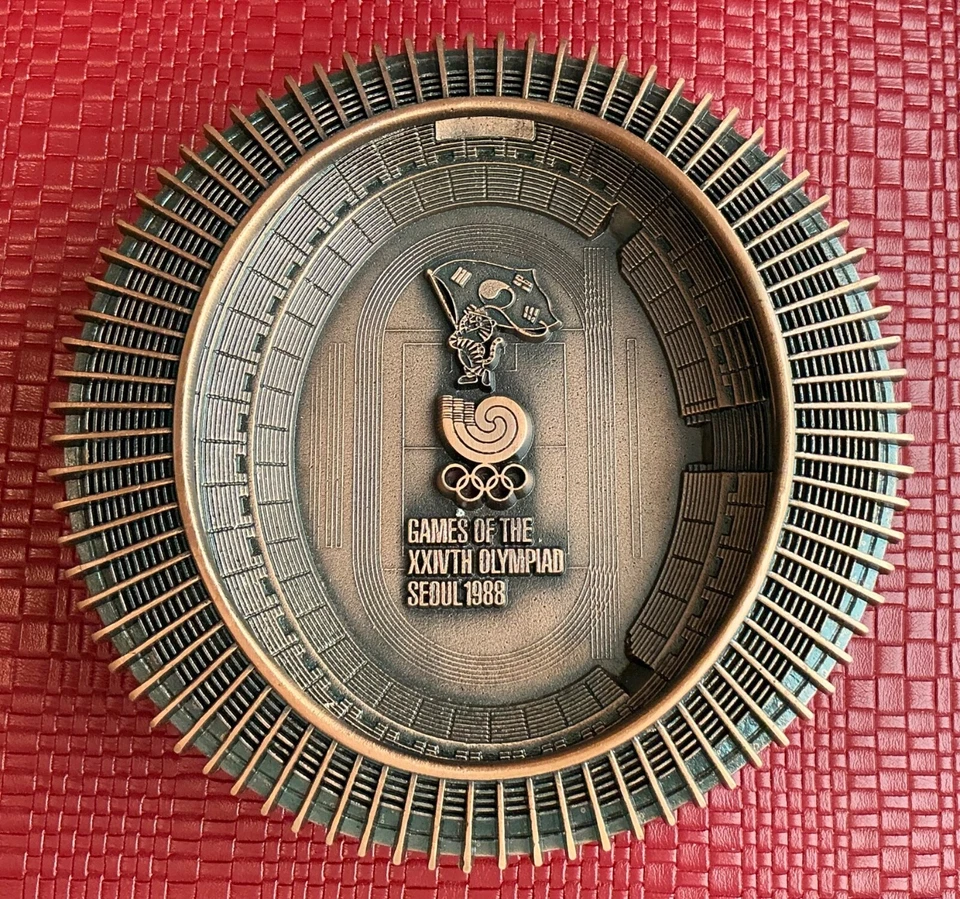 GAMES OF THE
XXIVTH OLYMPIAD
SEOUL 1988